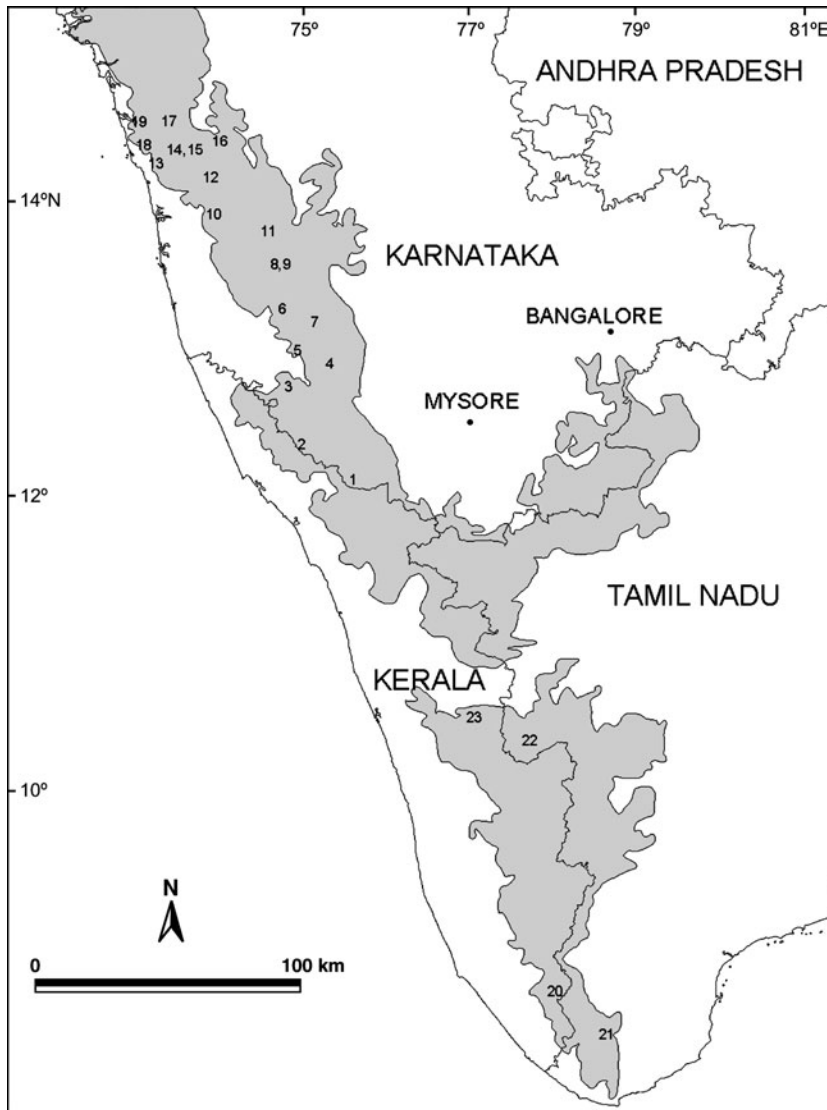 75º 77º 79º 81ºE
ANDHRA PRADESH
19 17
16
18 14,15
13
12
14ºN
10
11
KARNATAKA
8,9
6
7
BANGALORE
5
4
3
MYSORE
2
1
12º
TAMIL NADU
KERALA
23
22
10º
N
0 100 km
20
21